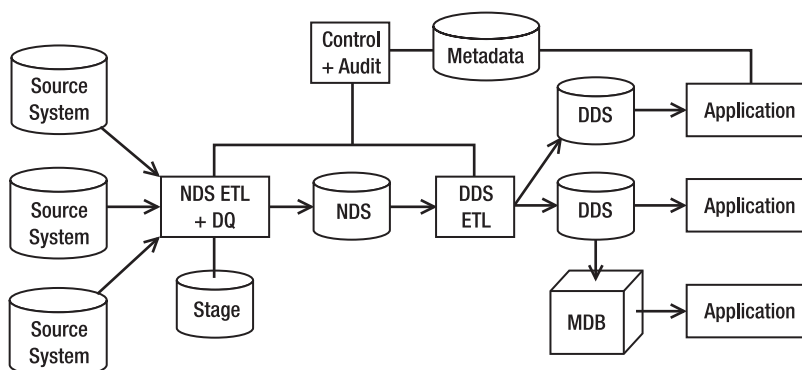 Control
+ Audit
Metadata
Source
System
DDS
Application
Source
System
NDS ETL
+ DQ
NDS
DDS
ETL
DDS
Application
Stage
Source
System
MDB
Application